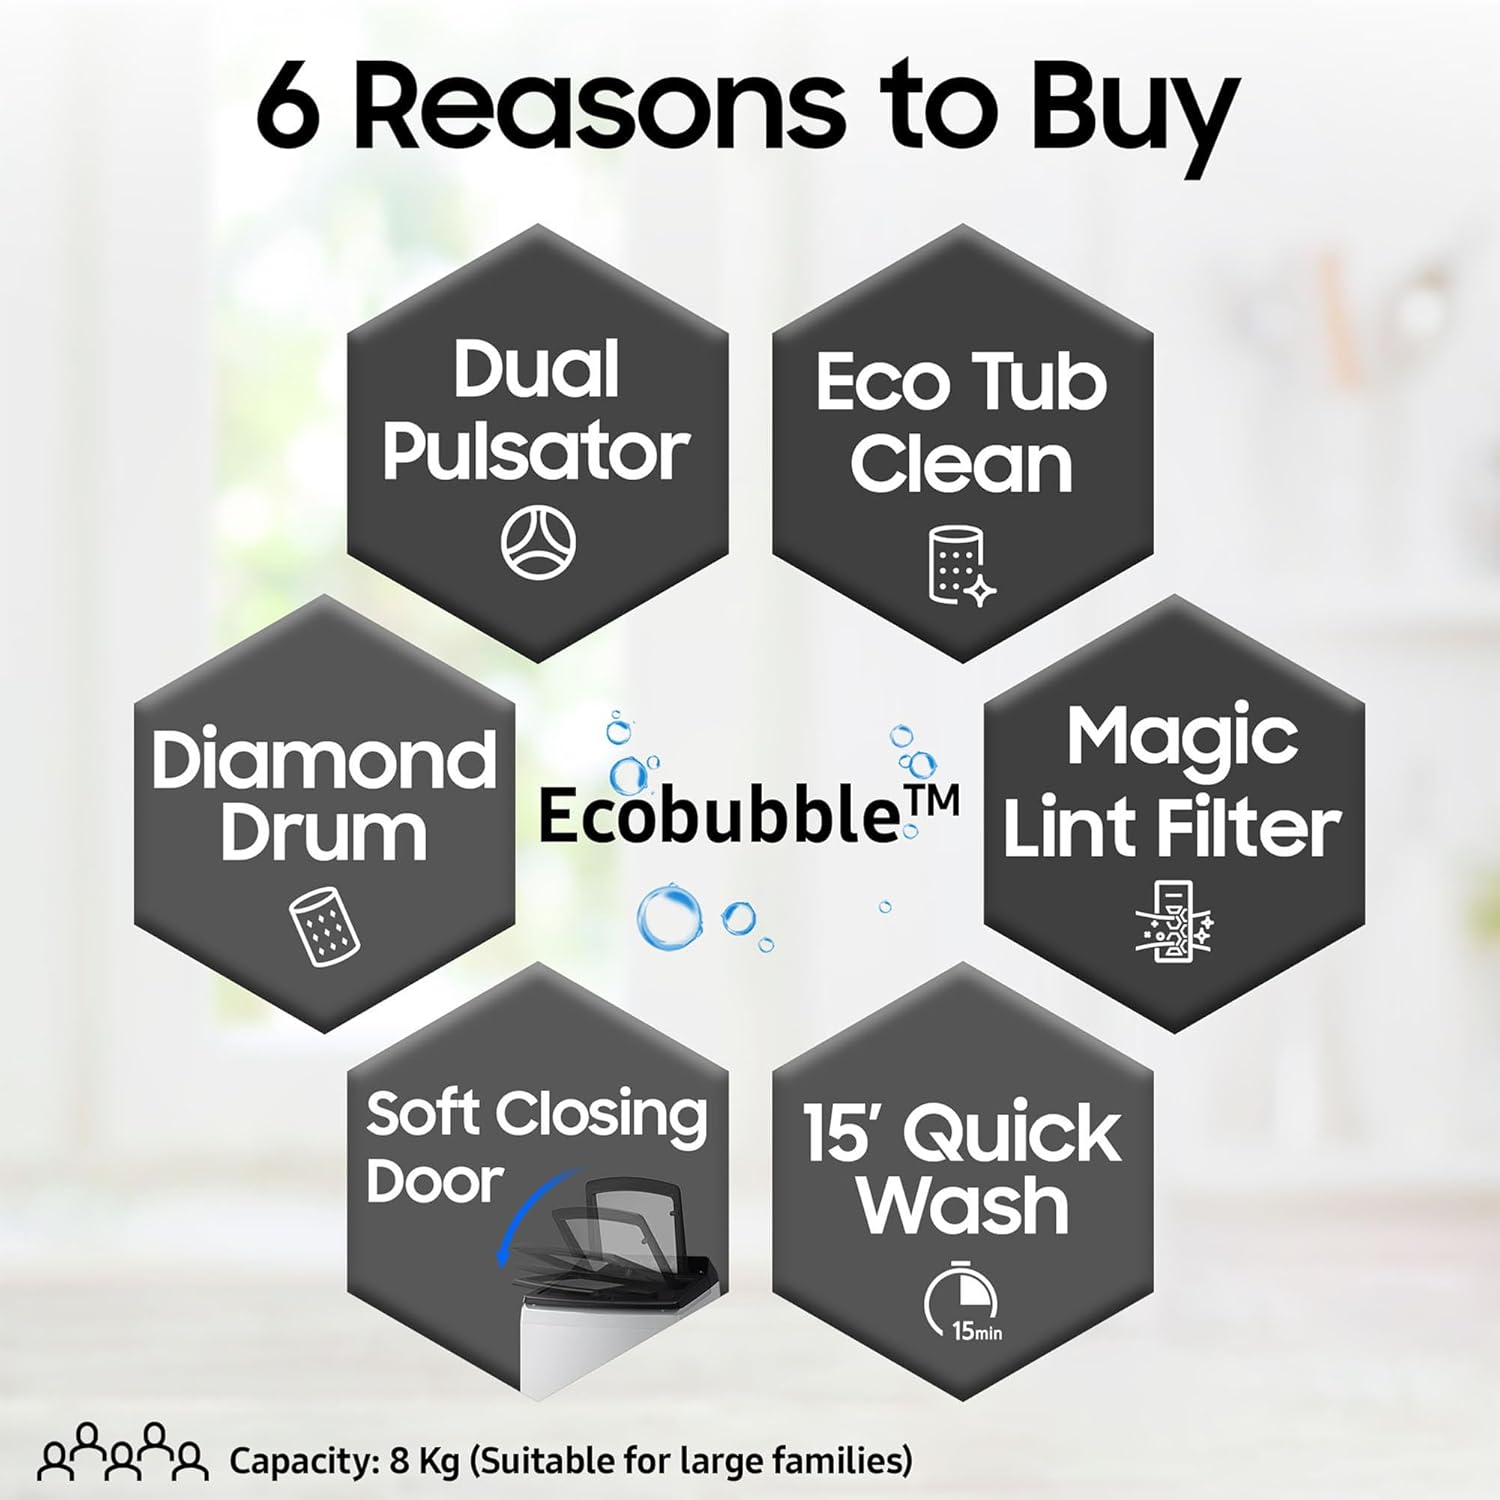 6 Reasons to Buy
Dual
Pulsator
Eco Tub
Clean
Diamond
Drum
Ecobubble™
Magic
Lint Filter
Soft Closing
Door
15’ Quick
Wash
15min
Capacity: 8 Kg (Suitable for large families)